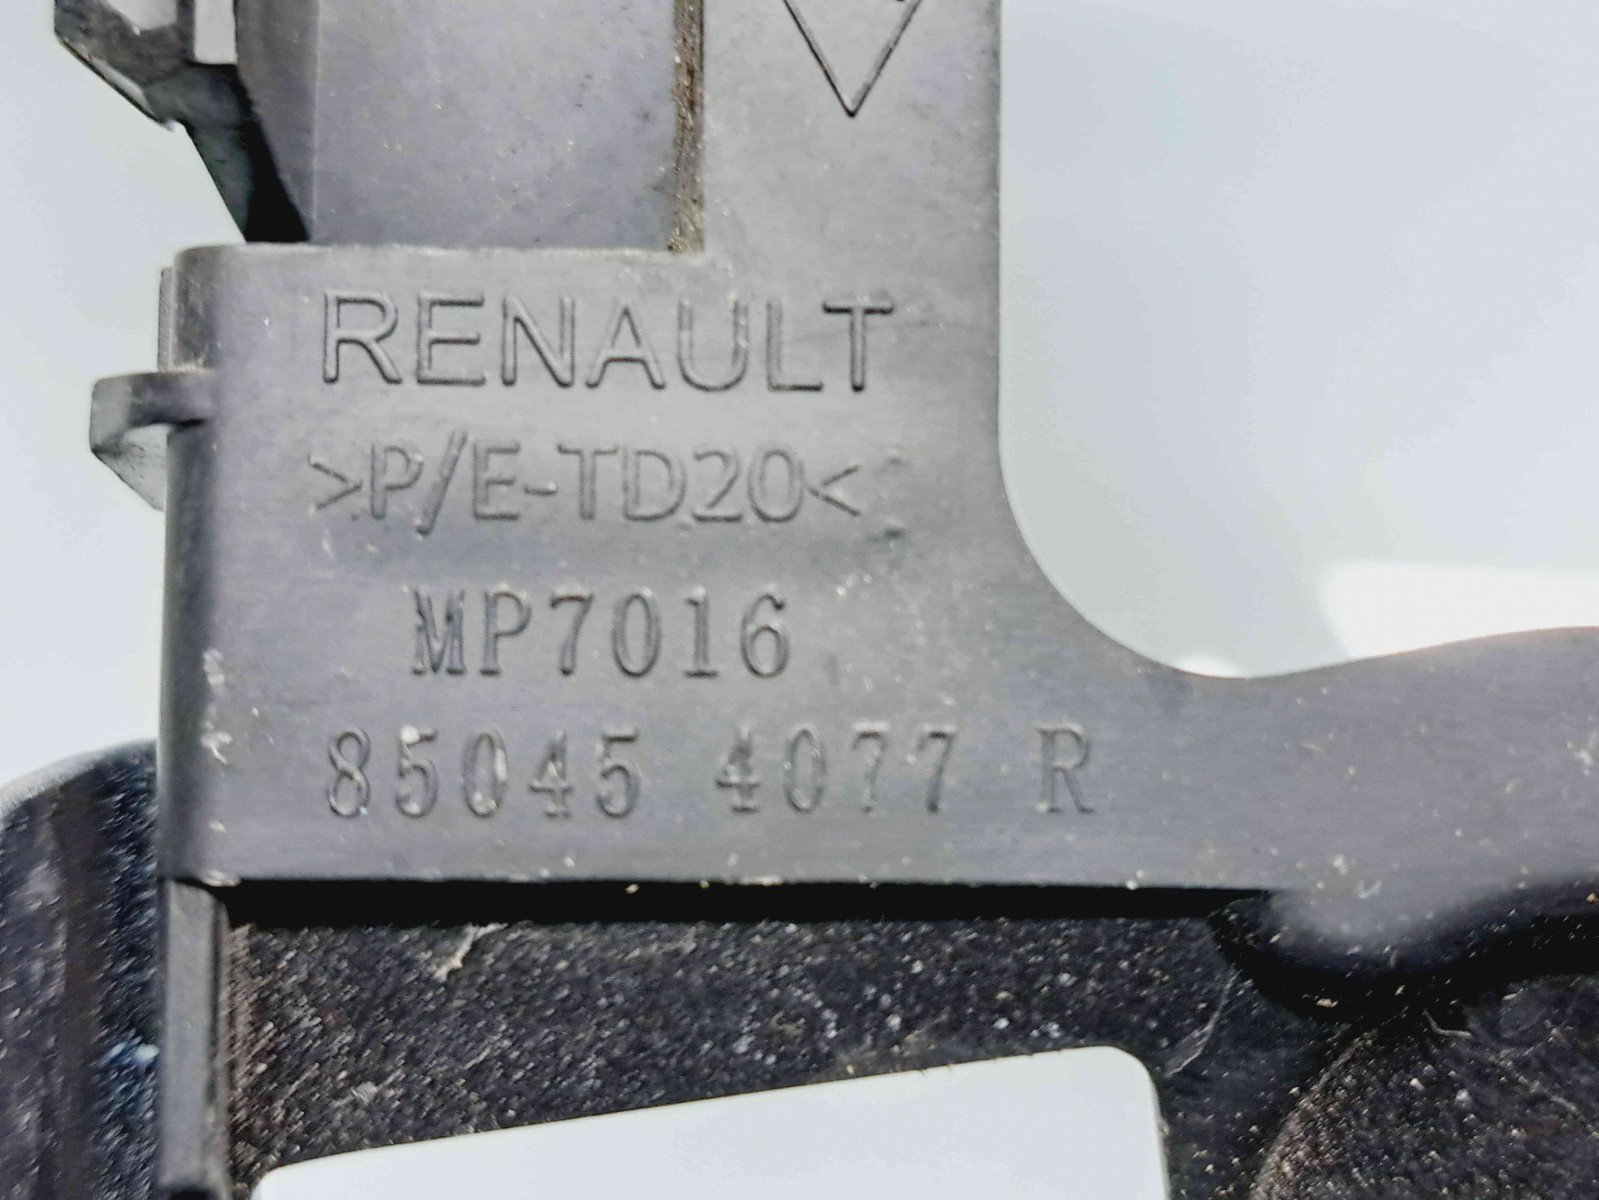 RENAULT
>P/E-TD20<
MP7016
85045 4077 R